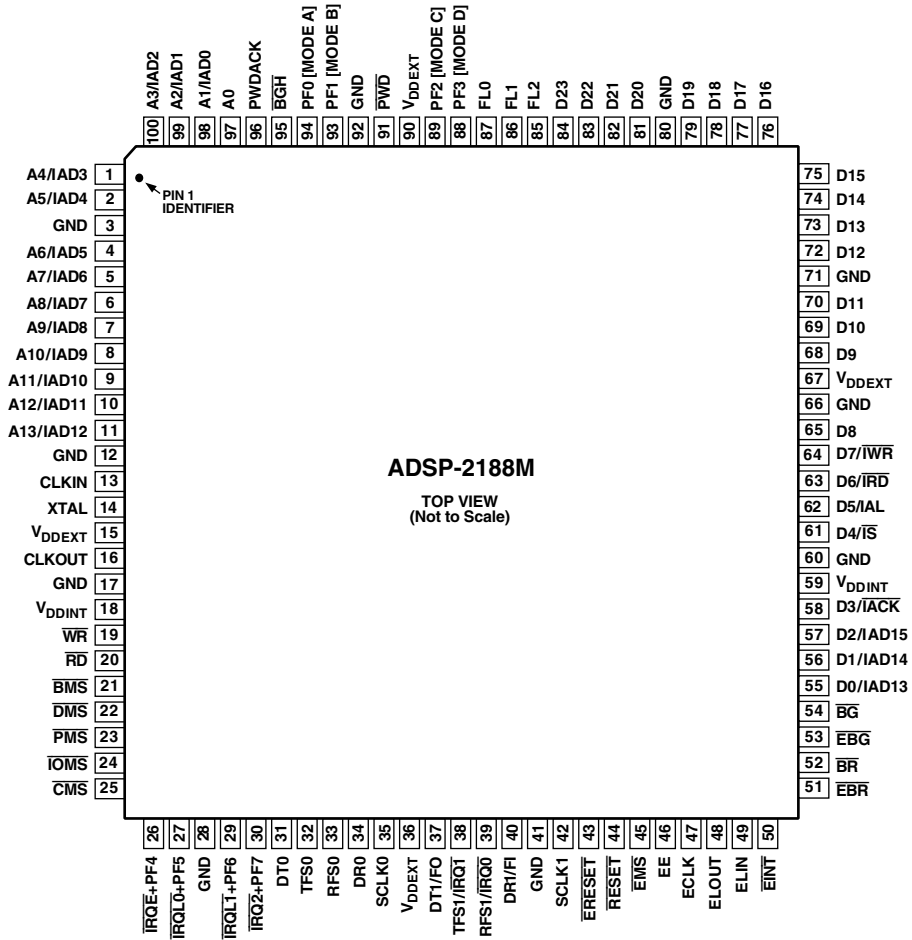 A3/IAD2
A2/IAD1
A1/IAD0
A0
PWDACK
BGH
PF0 [MODE A]
PF1 [MODE B]
GND
PWD
VDDEXT
PF2 [MODE C]
PF3 [MODE D]
FL0
FL1
FL2
D23
D22
D21
D20
GND
D19
D18
D17
D16
100 99 98 97 96 95 94 93 92 91 90 89 88 87 86 85 84 83 82 81 80 79 78 77 76
A4/IAD3 1
A5/IAD4 2
GND 3
A6/IAD5 4
A7/IAD6 5
A8/IAD7 6
A9/IAD8 7
A10/IAD9 8
A11/IAD10 9
A12/IAD11 10
A13/IAD12 11
GND 12
CLKIN 13
XTAL 14
VDDEXT 15
CLKOUT 16
GND 17
VDDINT 18
WR 19
RD 20
BMS 21
DMS 22
PMS 23
IOMS 24
CMS 25
PIN 1
IDENTIFIER
ADSP-2188M
TOP VIEW
(Not to Scale)
75 D15
74 D14
73 D13
72 D12
71 GND
70 D11
69 D10
68 D9
67 VDDEXT
66 GND
65 D8
64 D7/IWR
63 D6/IRD
62 D5/IAL
61 D4/IS
60 GND
59 VDDINT
58 D3/IACK
57 D2/IAD15
56 D1/IAD14
55 D0/IAD13
54 BG
53 EBG
52 BR
51 EBR
26 27 28 29 30 31 32 33 34 35 36 37 38 39 40 41 42 43 44 45 46 47 48 49 50
IRQE+PF4
IRQL0+PF5
GND
IRQL1+PF6
IRQ2+PF7
DT0
TFS0
RFS0
DR0
SCLK0
VDDEXT
DT1/FO
TFS1/IRQ1
RFS1/IRQ0
DR1/FI
GND
SCLK1
ERESET
RESET
EMS
EE
ECLK
ELOUT
ELIN
EINT